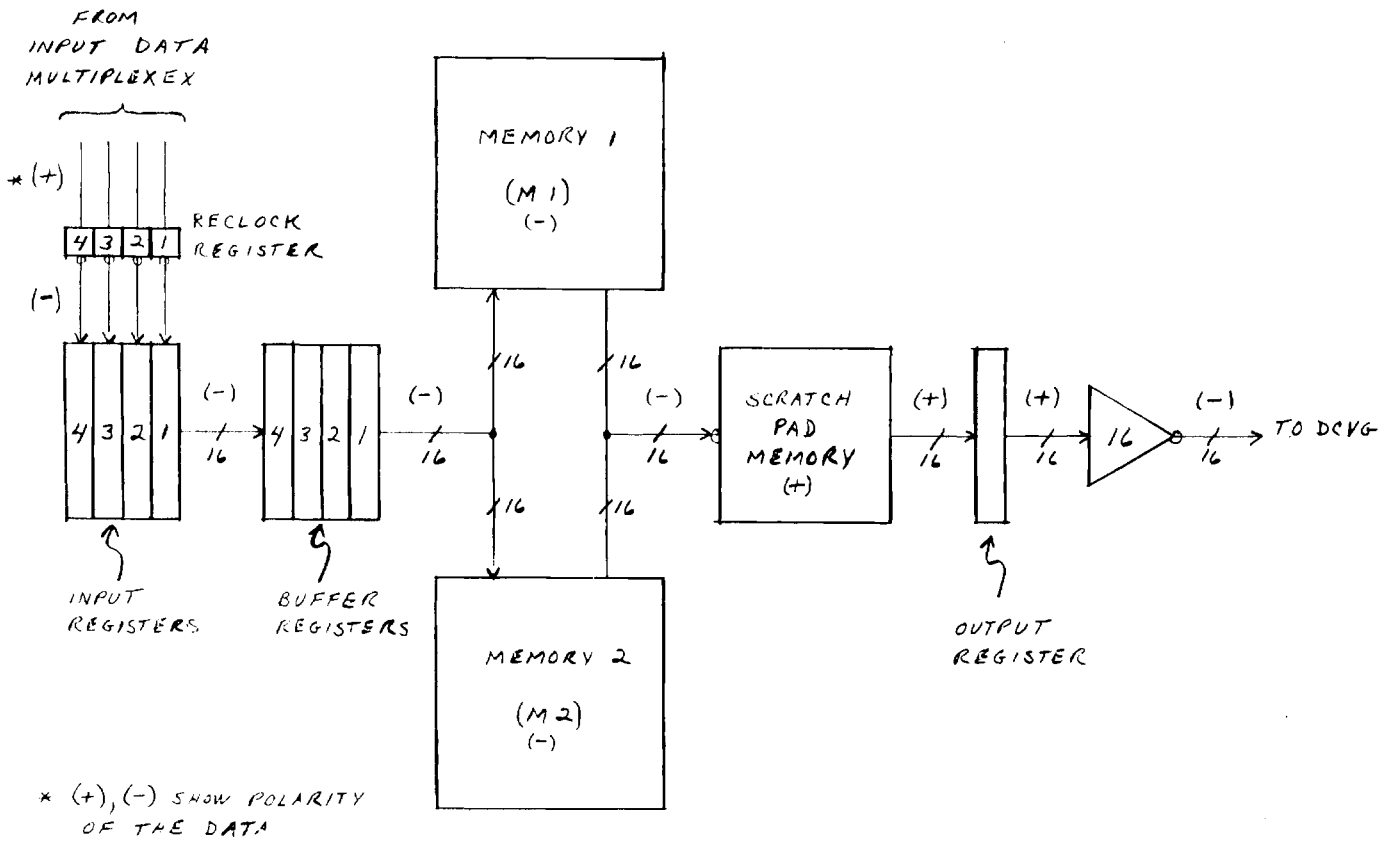 FROM
INPUT DATA
MULTIPLEXEX
* (+)
4 3 2 1
RECLOCK
REGISTER
(-)
4 3 2 1
(-)
16
INPUT
REGISTERS
4 3 2 1
(-)
16
BUFFER
REGISTERS
MEMORY 1
(M1)
(-)
16
16
16
16
MEMORY 2
(M2)
(-)
(-)
16
SCRATCH
PAD
MEMORY
(+)
(+)
16
OUTPUT
REGISTER
(+)
16
16
(-)
16
TO DCVG
* (+), (-) SHOW POLARITY
OF THE DATA